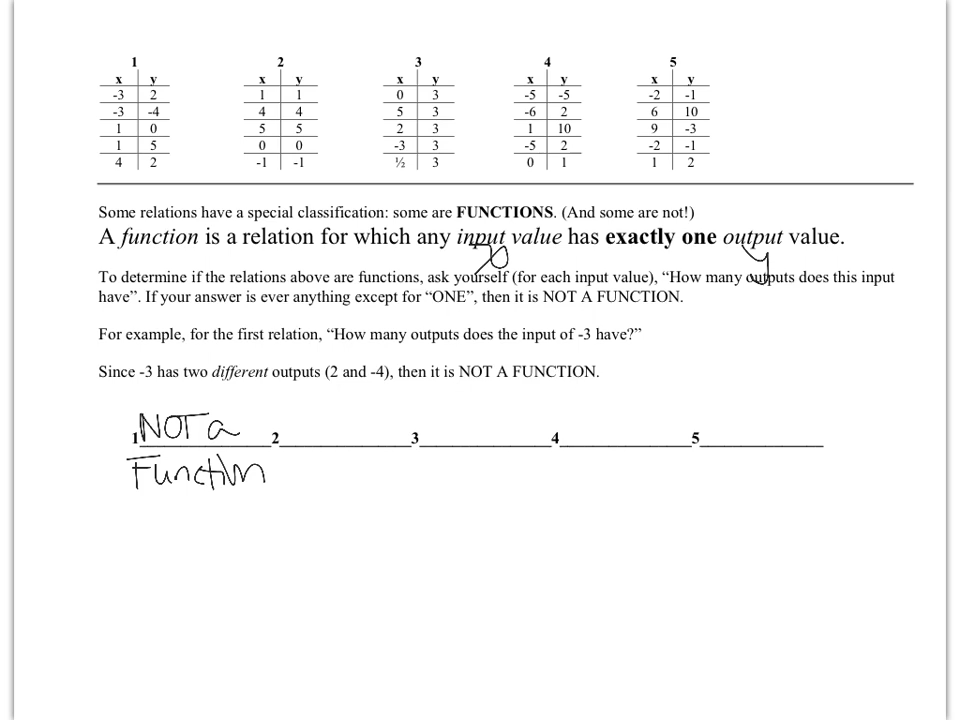 1 2 3 4 5
x y x y x y x y x y
-3 2 1 1 0 3 -5 -5 -2 -1
-3 -4 4 4 5 3 -6 2 6 10
1 0 5 5 2 3 1 10 9 -3
1 5 0 0 -3 3 -5 2 -2 -1
4 2 -1 -1 ½ 3 0 1 1 2
Some relations have a special classification: some are FUNCTIONS. (And some are not!)
A function is a relation for which any input value has exactly one output value.
x y
To determine if the relations above are functions, ask yourself (for each input value), “How many outputs does this input
have”. If your answer is ever anything except for “ONE”, then it is NOT A FUNCTION.
For example, for the first relation, “How many outputs does the input of -3 have?”
Since -3 has two different outputs (2 and -4), then it is NOT A FUNCTION.
1 NOT a 2 3 4 5
Function